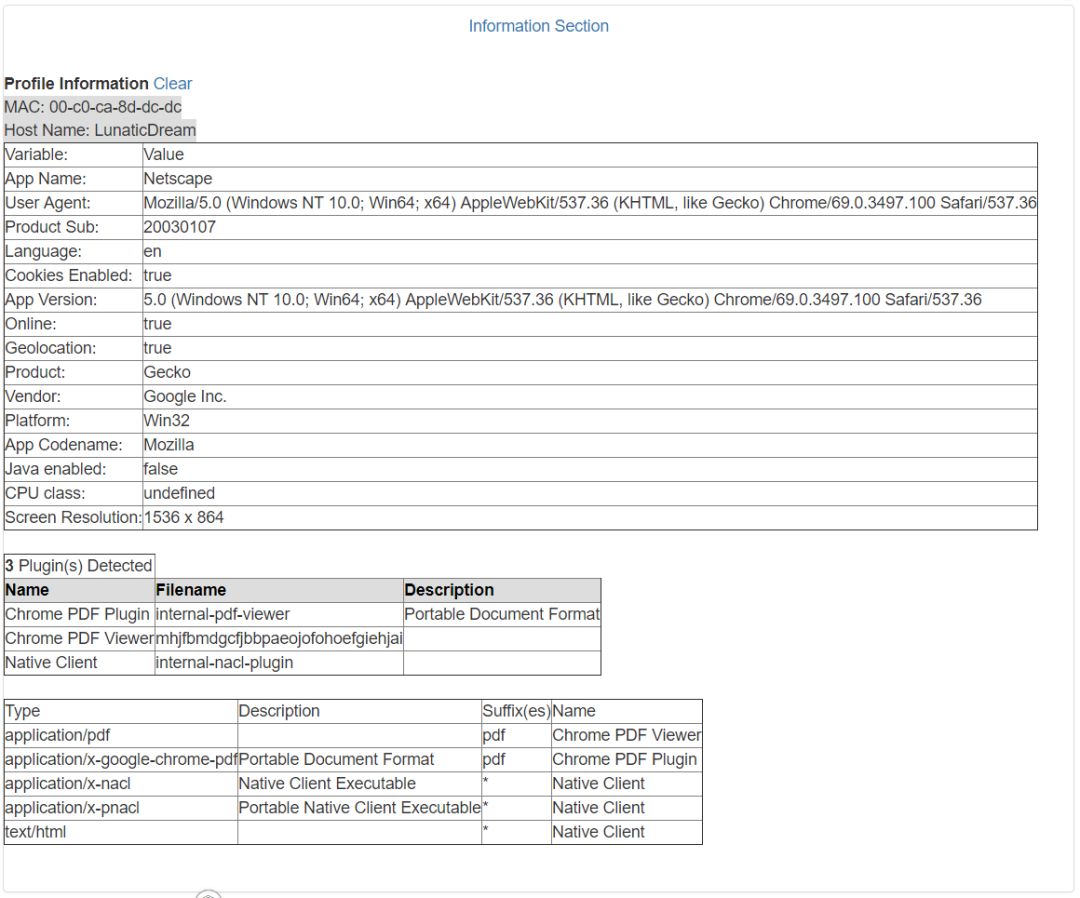 Information Section
Profile Information Clear
MAC: 00-c0-ca-8d-dc-dc
Host Name: LunaticDream
Variable: Value
App Name: Netscape
User Agent: Mozilla/5.0 (Windows NT 10.0; Win64; x64) AppleWebKit/537.36 (KHTML, like Gecko) Chrome/69.0.3497.100 Safari/537.36
Product Sub: 20030107
Language: en
Cookies Enabled: true
App Version: 5.0 (Windows NT 10.0; Win64; x64) AppleWebKit/537.36 (KHTML, like Gecko) Chrome/69.0.3497.100 Safari/537.36
Online: true
Geolocation: true
Product: Gecko
Vendor: Google Inc.
Platform: Win32
App Codename: Mozilla
Java enabled: false
CPU class: undefined
Screen Resolution: 1536 x 864
3 Plugin(s) Detected
Name Filename Description
Chrome PDF Plugin internal-pdf-viewer Portable Document Format
Chrome PDF Viewer mhjfbmdgcfjbbpaeojofohoefgiehjai
Native Client internal-nacl-plugin
Type Description Suffix(es) Name
application/pdf pdf Chrome PDF Viewer
application/x-google-chrome-pdf Portable Document Format pdf Chrome PDF Plugin
application/x-nacl Native Client Executable * Native Client
application/x-pnacl Portable Native Client Executable * Native Client
text/html * Native Client